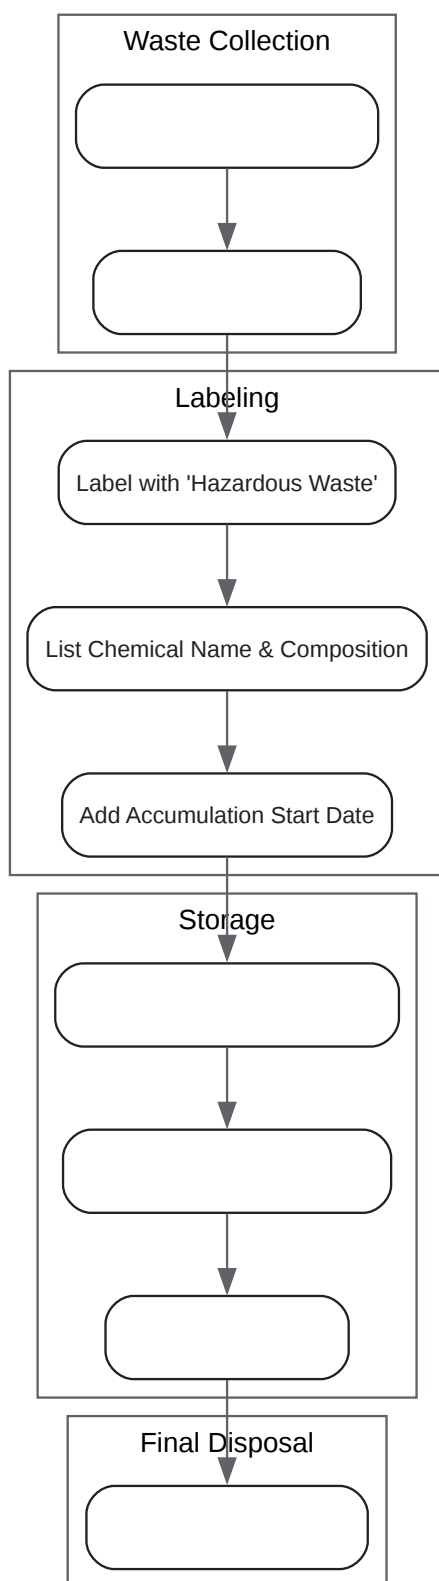 Waste Collection
Labeling
Label with 'Hazardous Waste'
List Chemical Name & Composition
Add Accumulation Start Date
Storage
Final Disposal